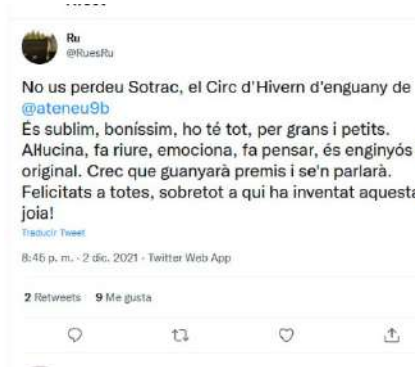 Ru
@RuesRu
No us perdeu Sotrac, el Circ d'Hivern d'enguany de
@ateneu9b
És sublim, boníssim, ho té tot, per grans i petits.
Al·lucina, fa riure, emociona, fa pensar, és enginyós
original. Crec que guanyarà premis i se'n parlarà.
Felicitats a totes, sobretot a qui ha inventat aquesta
joia!
Traducir Tweet
8:46 p. m. · 2 dic. 2021 · Twitter Web App
2 Retweets 9 Me gusta